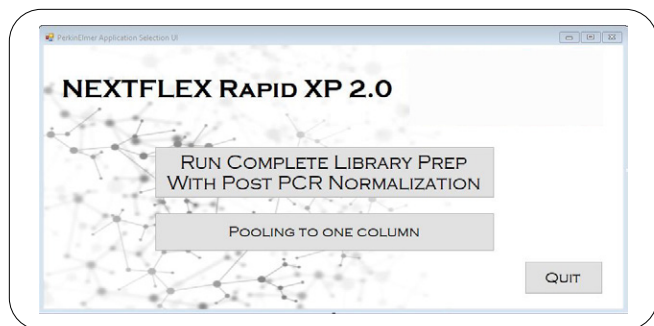 PerkinElmer Application Selection UI
NEXTFLEX RAPID XP 2.0
RUN COMPLETE LIBRARY PREP
WITH POST PCR NORMALIZATION
POOLING TO ONE COLUMN
QUIT